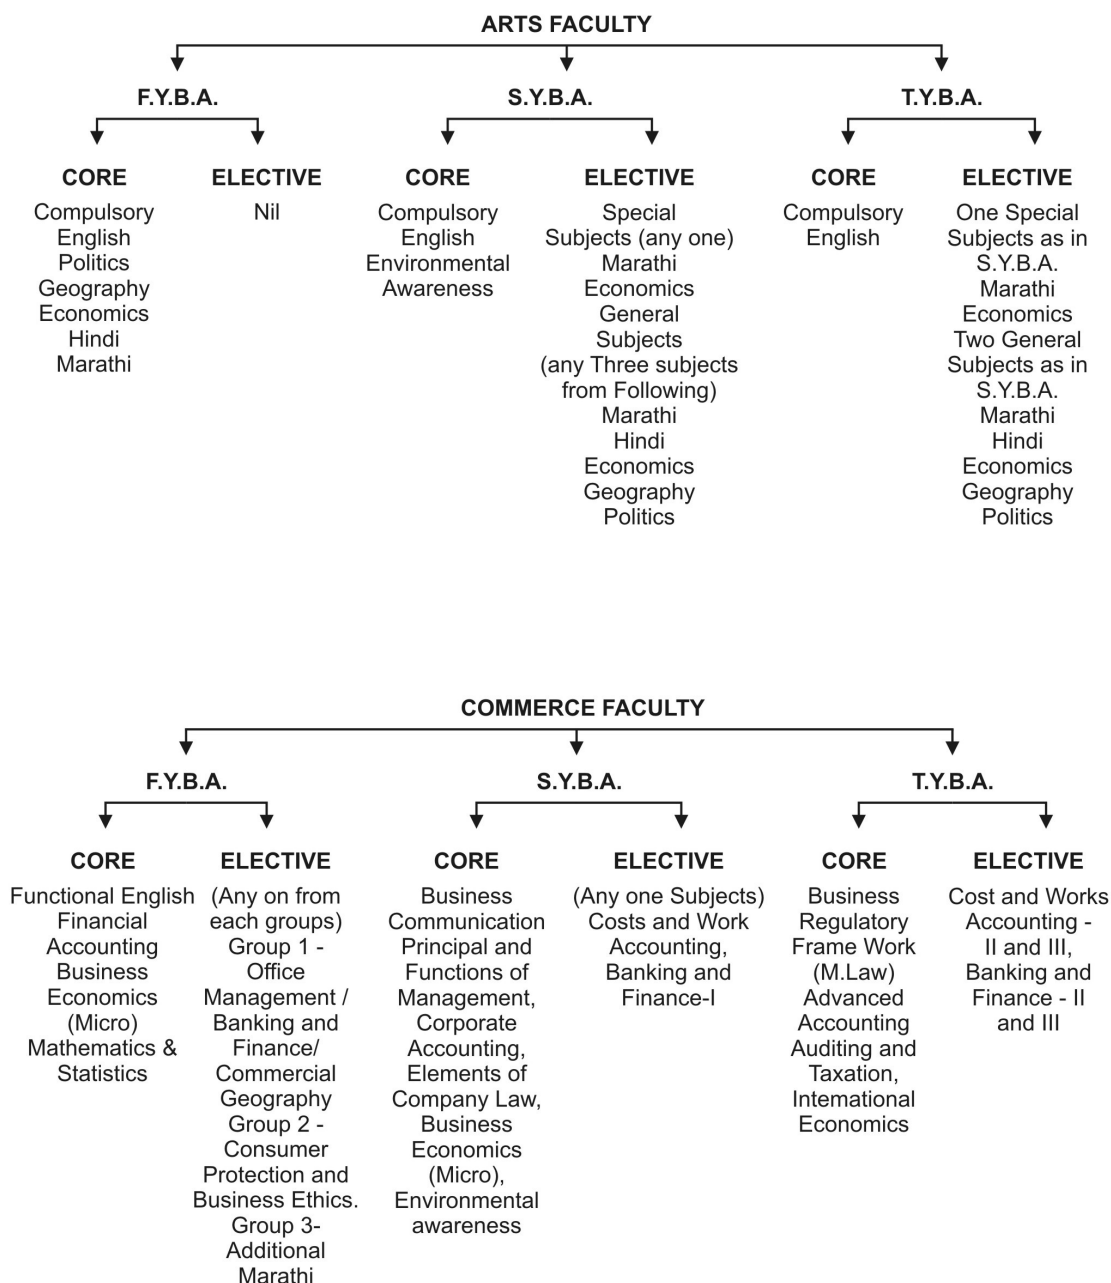 ARTS FACULTY
F.Y.B.A.
S.Y.B.A.
T.Y.B.A.
CORE
Compulsory
English
Politics
Geography
Economics
Hindi
Marathi
ELECTIVE
Nil
CORE
Compulsory
English
Environmental
Awareness
ELECTIVE
Special
Subjects (any one)
Marathi
Economics
General
Subjects
(any Three subjects
from Following)
Marathi
Hindi
Economics
Geography
Politics
CORE
Compulsory
English
ELECTIVE
One Special
Subjects as in
S.Y.B.A.
Marathi
Economics
Two General
Subjects as in
S.Y.B.A.
Marathi
Hindi
Economics
Geography
Politics
COMMERCE FACULTY
F.Y.B.A.
S.Y.B.A.
T.Y.B.A.
CORE
Functional English
Financial
Accounting
Business
Economics
(Micro)
Mathematics &
Statistics
ELECTIVE
(Any on from
each groups)
Group 1 -
Office
Management /
Banking and
Finance/
Commercial
Geography
Group 2 -
Consumer
Protection and
Business Ethics.
Group 3-
Additional
Marathi
CORE
Business
Communication
Principal and
Functions of
Management,
Corporate
Accounting,
Elements of
Company Law,
Business
Economics
(Micro),
Environmental
awareness
ELECTIVE
(Any one Subjects)
Costs and Work
Accounting,
Banking and
Finance-I
CORE
Business
Regulatory
Frame Work
(M.Law)
Advanced
Accounting
Auditing and
Taxation,
International
Economics
ELECTIVE
Cost and Works
Accounting -
II and III,
Banking and
Finance - II
and III